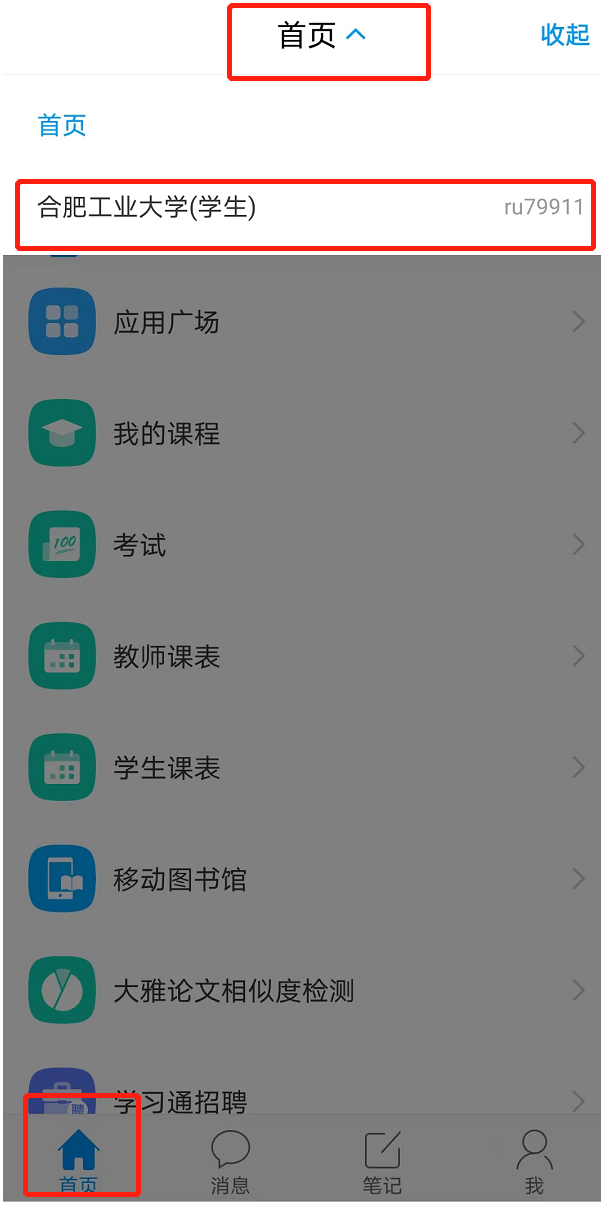 首页
收起
首页
合肥工业大学(学生) ru79911
应用广场
我的课程
100
考试
教师课表
学生课表
移动图书馆
大雅论文相似度检测
聘
学习通招聘
首页 消息 笔记 我